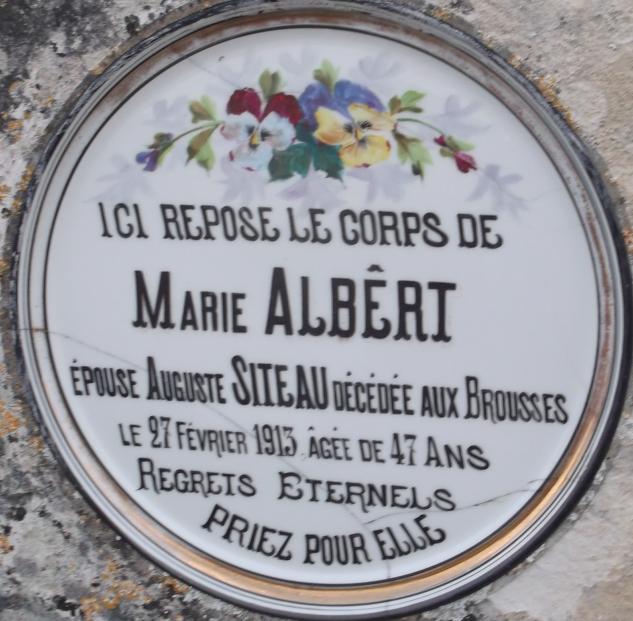 ICI REPOSE LE CORPS DE
MARIE ALBÊRT
ÉPOUSE AUGUSTE SITEAU DÉCÉDÉE AUX BROUSSES
LE 27 FÉVRIER 1913 ÂGÉE DE 47 ANS
REGRETS ETERNELS
PRIEZ POUR ELLE